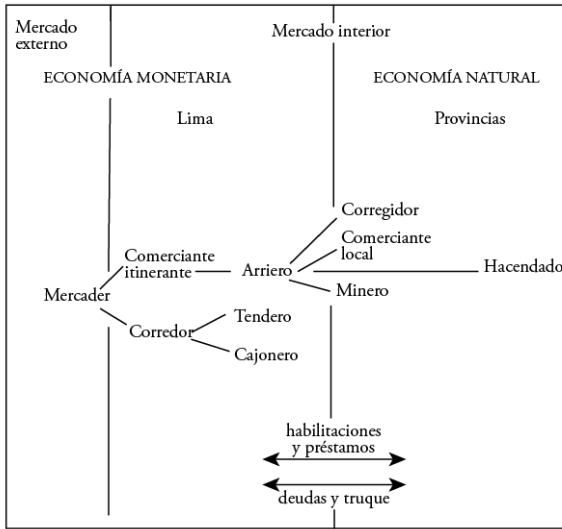 Mercado
externo
Mercado interior
ECONOMÍA MONETARIA
ECONOMÍA NATURAL
Lima
Provincias
Corregidor
Comerciante
local
Comerciante
itinerante
Arriero
Hacendado
Mercader
Minero
Tendero
Corredor
Cajonero
habilitaciones
y préstamos
deudas y truque